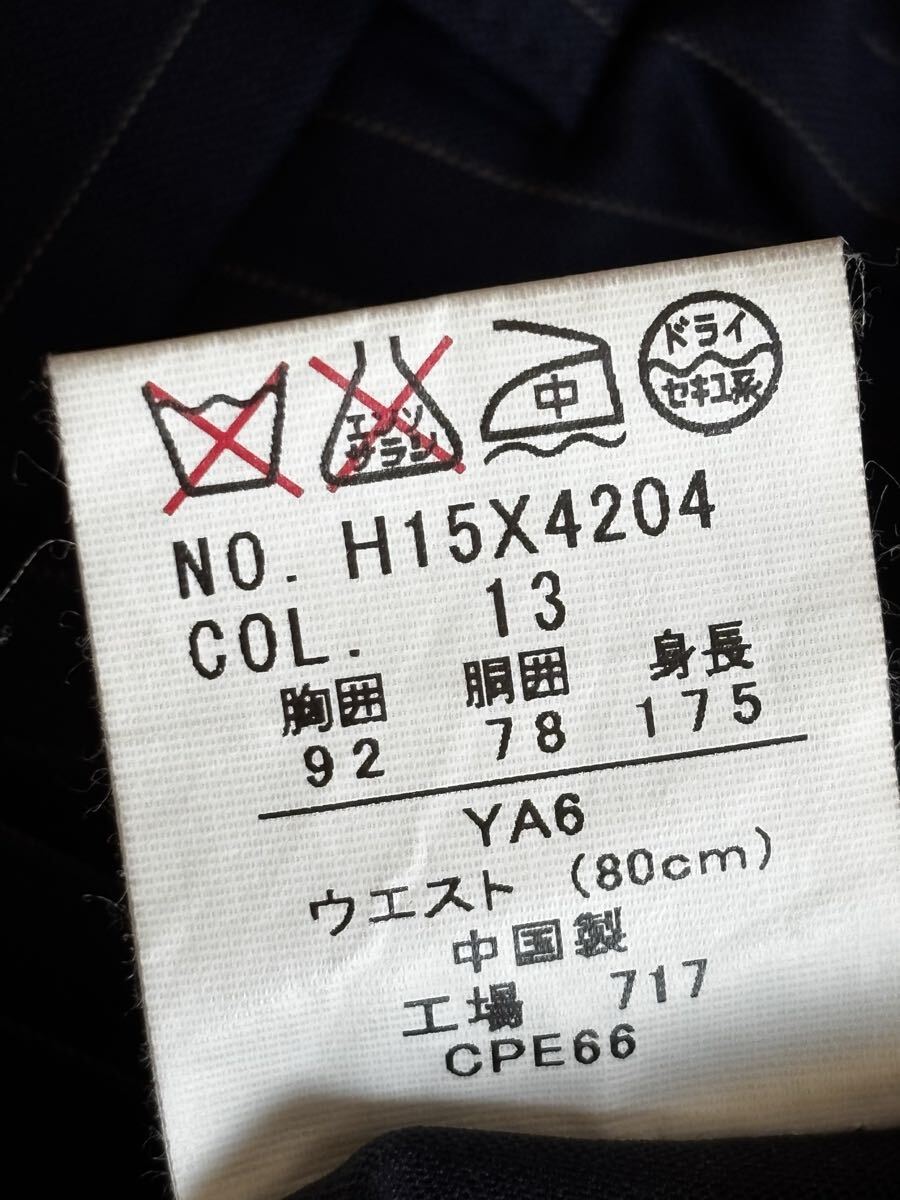 エンソ
サラシ
中
ドライ
セキユ系
NO. H15X4204
COL. 13
胸囲 胴囲 身長
92 78 175
YA6
ウエスト (80cm)
中国製
工場 717
CPE66